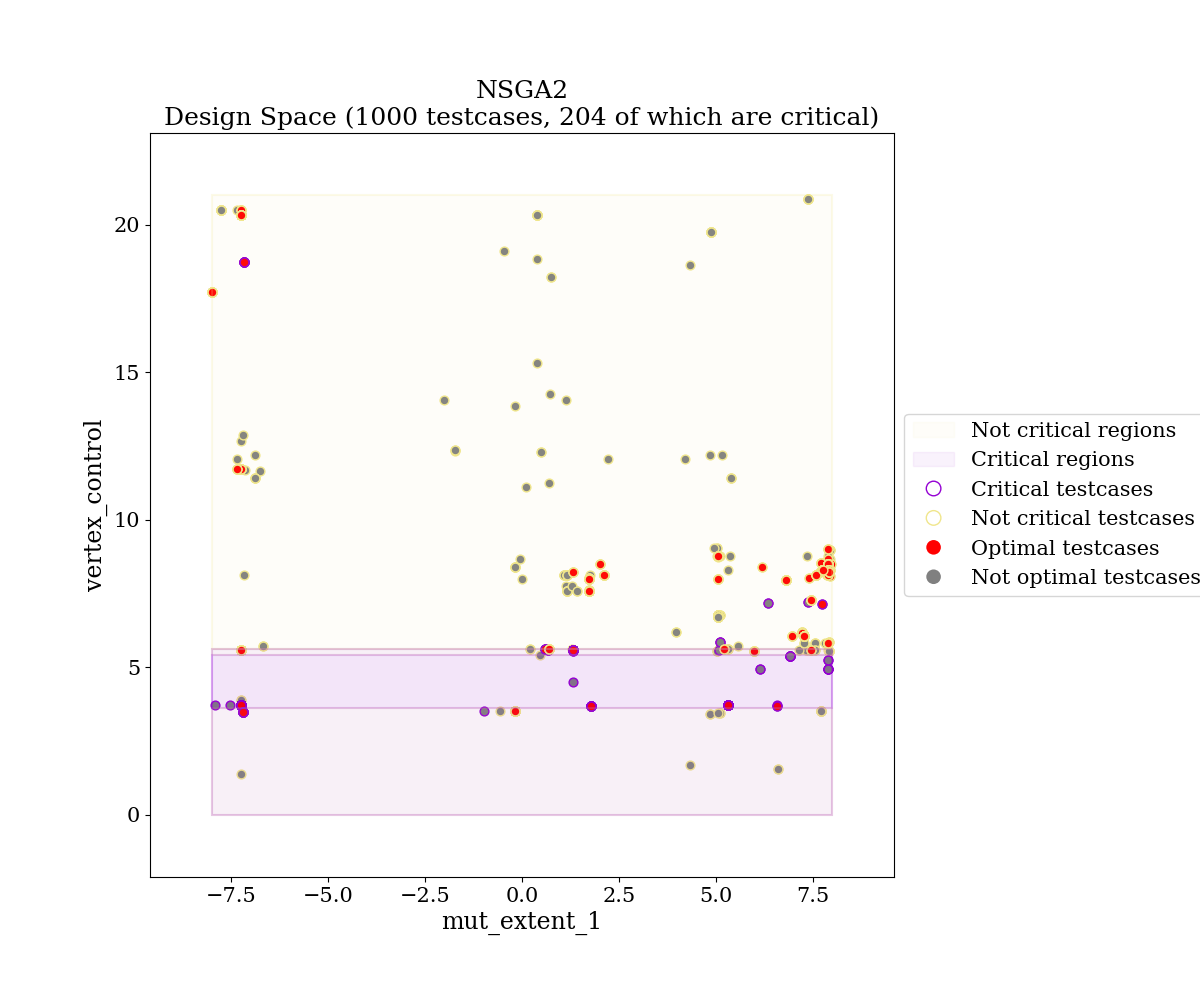 NSGA2
Design Space (1000 testcases, 204 of which are critical)
vertex_control
20
15
10
5
0
−7.5
−5.0
−2.5
0.0
2.5
5.0
7.5
mut_extent_1
Not critical regions
Critical regions
Critical testcases
Not critical testcases
Optimal testcases
Not optimal testcases